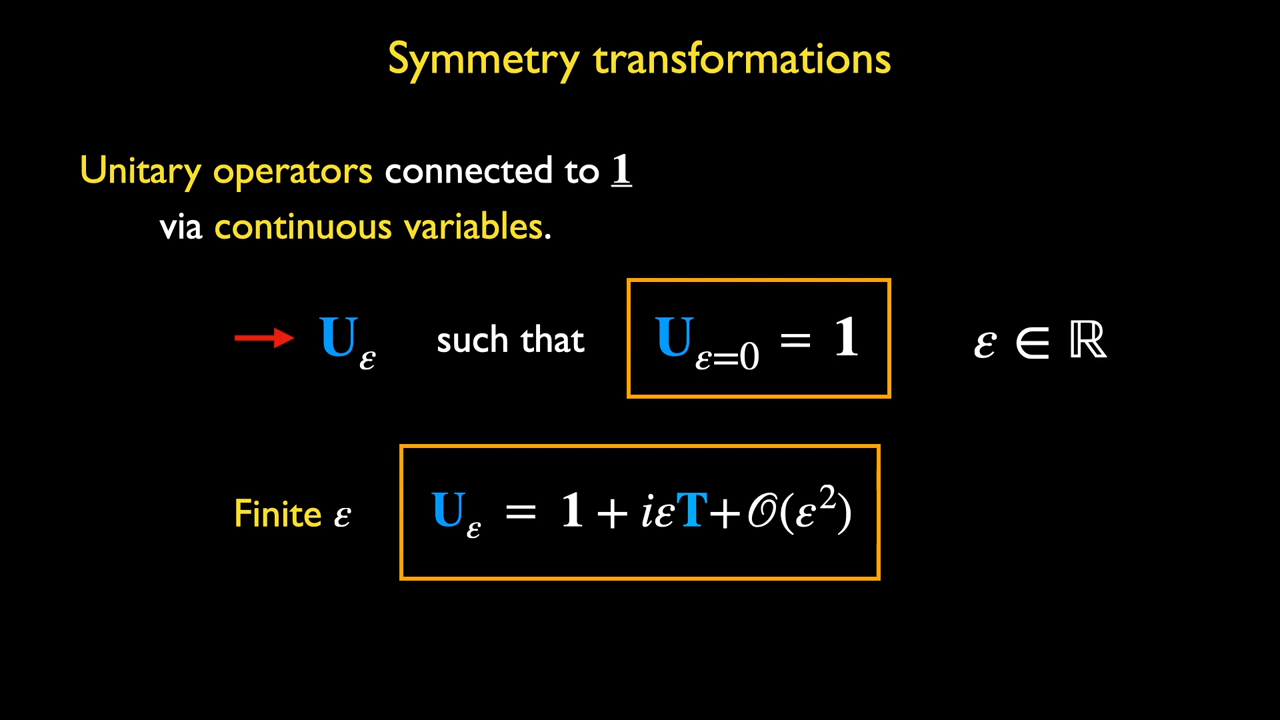 Symmetry transformations
Unitary operators connected to 1
via continuous variables.
→ U_ε such that U_ε=0 = 1 ε ∈ ℝ
Finite ε U_ε = 1 + iεT+𝒪(ε²)